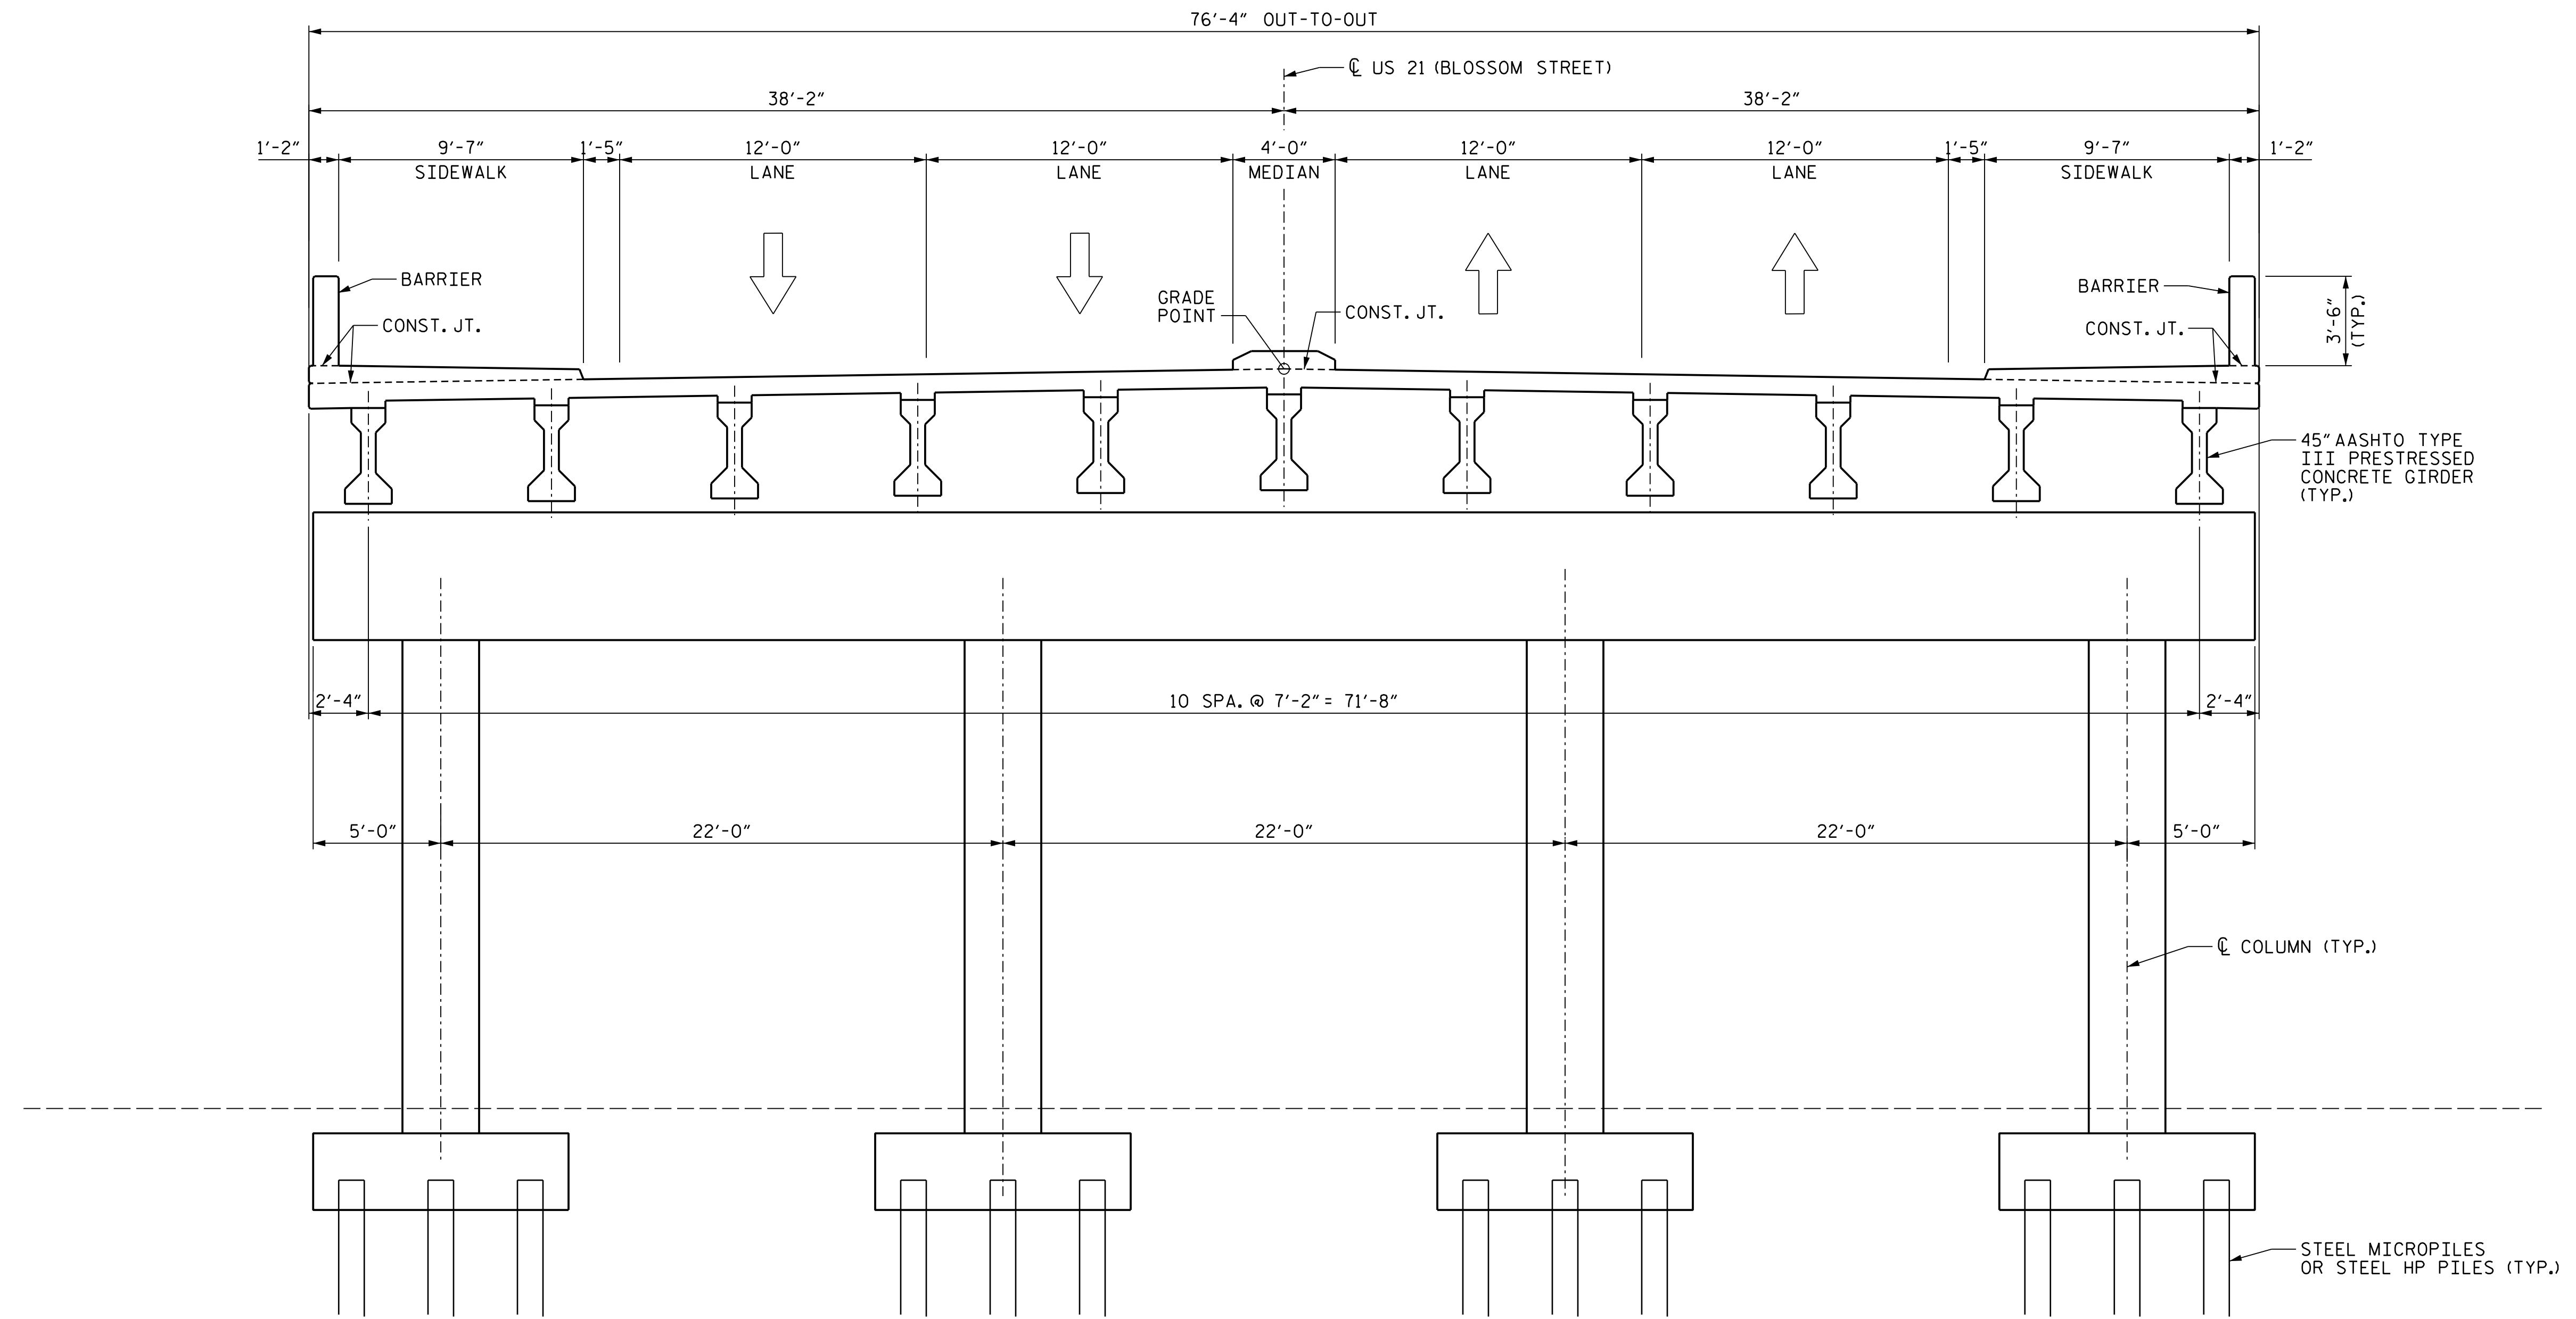 76'-4" OUT-TO-OUT
℄ US 21 (BLOSSOM STREET)
38'-2" 38'-2"
1'-2" 9'-7" 1'-5" 12'-0" 12'-0" 4'-0" 12'-0" 12'-0" 1'-5" 9'-7" 1'-2"
SIDEWALK LANE LANE MEDIAN LANE LANE SIDEWALK
BARRIER
CONST. JT.
GRADE
POINT
CONST. JT.
BARRIER
CONST. JT.
3'-6"
(TYP.)
45" AASHTO TYPE
III PRESTRESSED
CONCRETE GIRDER
(TYP.)
2'-4" 10 SPA. @ 7'-2" = 71'-8" 2'-4"
5'-0" 22'-0" 22'-0" 22'-0" 5'-0"
℄ COLUMN (TYP.)
STEEL MICROPILES
OR STEEL HP PILES (TYP.)